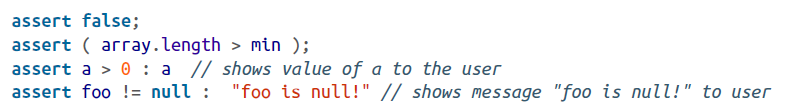 assert false;
assert ( array.length > min );
assert a > 0 : a  // shows value of a to the user
assert foo != null :  "foo is null!" // shows message "foo is null!" to user